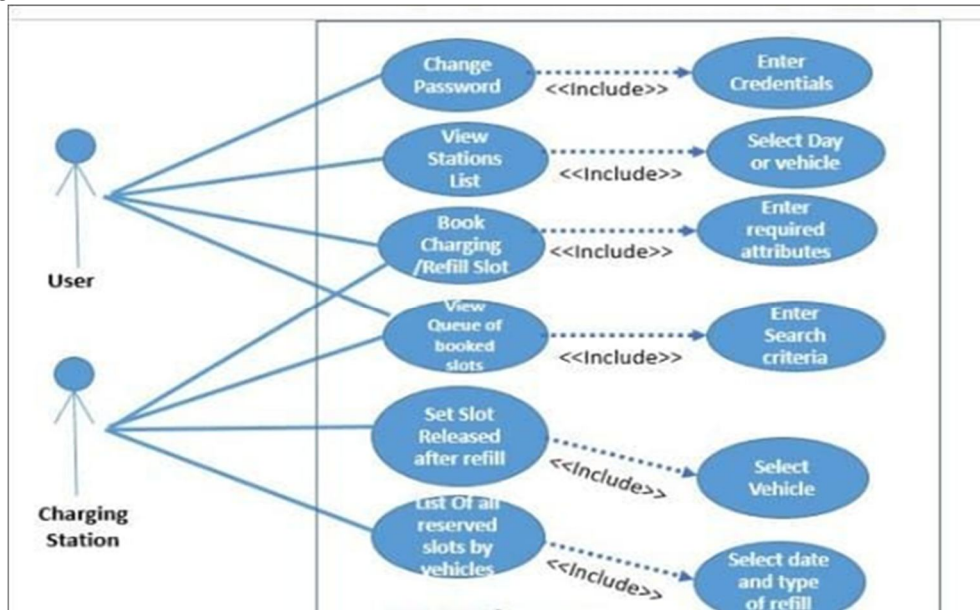 Change
Password
<<Include>>
Enter
Credentials
View
Stations
List
<<Include>>
Select Day
or vehicle
Book
Charging
/Refill Slot
<<Include>>
Enter
required
attributes
User
View
Queue of
booked
slots
<<Include>>
Enter
Search
criteria
Set Slot
Released
after refill
<<Include>>
Select
Vehicle
Charging
Station
List Of all
reserved
slots by
vehicles
<<Include>>
Select date
and type
of refill